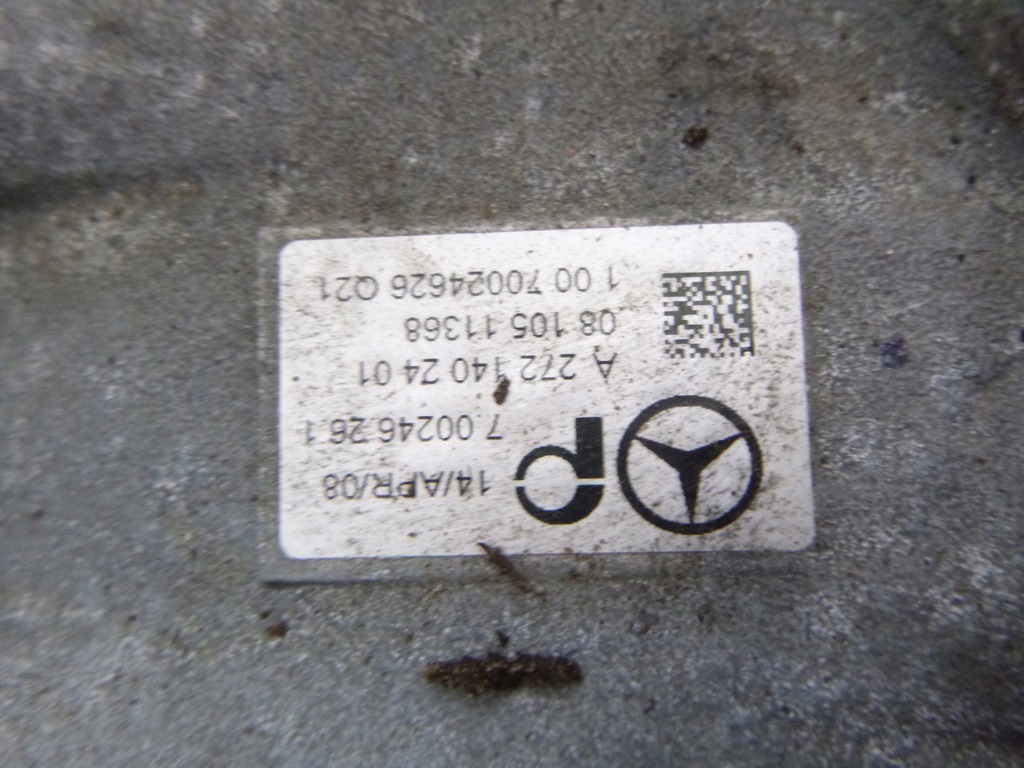 14/APR/08
7.00246.26.1
A 272 140 24 01
08 105 11368
1 00 70024626 Q21